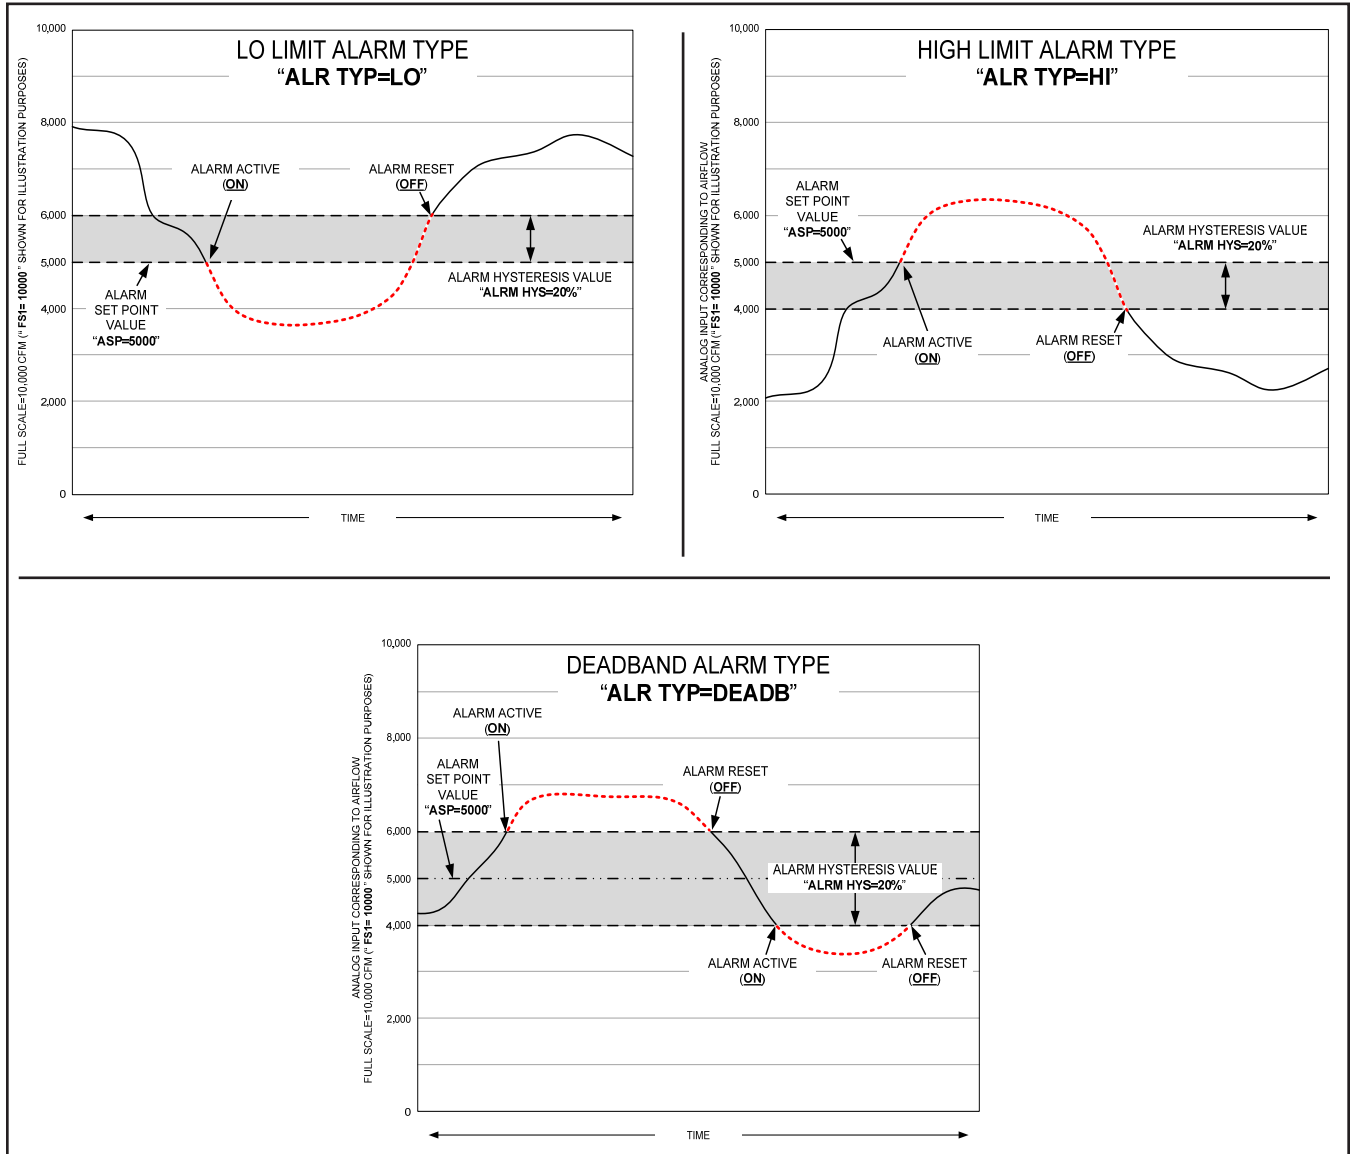 LO LIMIT ALARM TYPE
“ALR TYP=LO”
FULL SCALE=10,000 CFM (“ FS1= 10000” SHOWN FOR ILLUSTRATION PURPOSES)
10,000
8,000
6,000
5,000
4,000
2,000
0
ALARM ACTIVE
(ON)
ALARM RESET
(OFF)
ALARM
SET POINT
VALUE
“ASP=5000”
ALARM HYSTERESIS VALUE
“ALRM HYS=20%”
TIME
HIGH LIMIT ALARM TYPE
“ALR TYP=HI”
ANALOG INPUT CORRESPONDING TO AIRFLOW
FULL SCALE=10,000 CFM (“ FS1= 10000” SHOWN FOR ILLUSTRATION PURPOSES)
10,000
8,000
6,000
5,000
4,000
2,000
0
ALARM
SET POINT
VALUE
“ASP=5000”
ALARM HYSTERESIS VALUE
“ALRM HYS=20%”
ALARM ACTIVE
(ON)
ALARM RESET
(OFF)
TIME
DEADBAND ALARM TYPE
“ALR TYP=DEADB”
ANALOG INPUT CORRESPONDING TO AIRFLOW
FULL SCALE=10,000 CFM (“ FS1= 10000” SHOWN FOR ILLUSTRATION PURPOSES)
10,000
8,000
6,000
5,000
4,000
2,000
0
ALARM ACTIVE
(ON)
ALARM
SET POINT
VALUE
“ASP=5000”
ALARM RESET
(OFF)
ALARM HYSTERESIS VALUE
“ALRM HYS=20%”
ALARM ACTIVE
(ON)
ALARM RESET
(OFF)
TIME